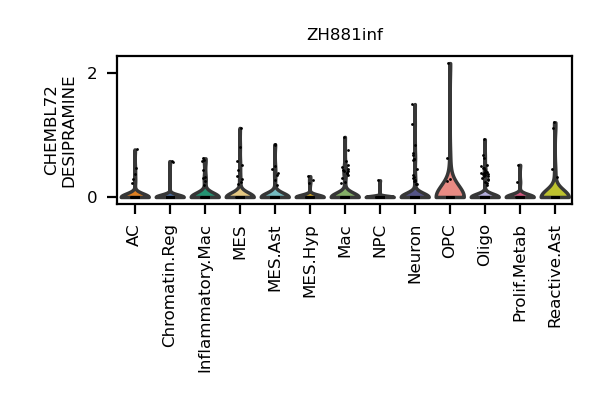 ZH881inf
CHEMBL72
DESIPRAMINE
2
0
AC
Chromatin.Reg
Inflammatory.Mac
MES
MES.Ast
MES.Hyp
Mac
NPC
Neuron
OPC
Oligo
Prolif.Metab
Reactive.Ast